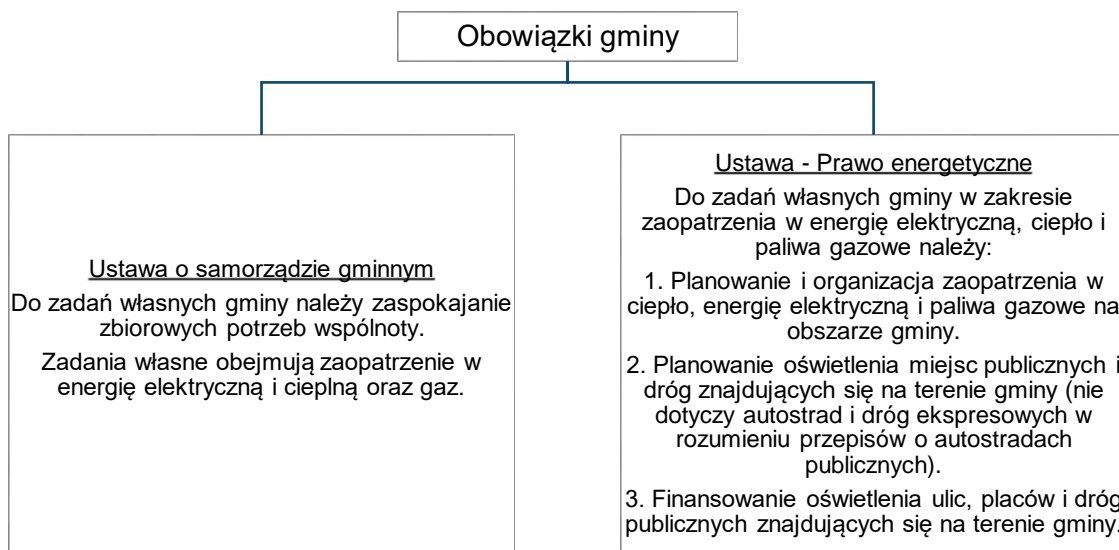 Obowiązki gminy
Ustawa o samorządzie gminnym
Do zadań własnych gminy należy zaspokajanie
zbiorowych potrzeb wspólnoty.
Zadania własne obejmują zaopatrzenie w
energię elektryczną i cieplną oraz gaz.
Ustawa - Prawo energetyczne
Do zadań własnych gminy w zakresie
zaopatrzenia w energię elektryczną, ciepło i
paliwa gazowe należy:
1. Planowanie i organizacja zaopatrzenia w
ciepło, energię elektryczną i paliwa gazowe na
obszarze gminy.
2. Planowanie oświetlenia miejsc publicznych i
dróg znajdujących się na terenie gminy (nie
dotyczy autostrad i dróg ekspresowych w
rozumieniu przepisów o autostradach
publicznych).
3. Finansowanie oświetlenia ulic, placów i dróg
publicznych znajdujących się na terenie gminy.